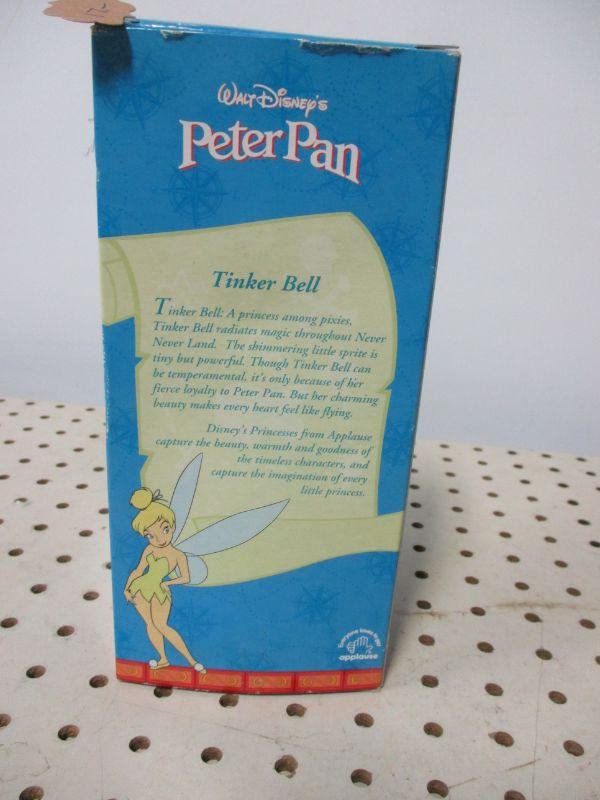 WALT DISNEY'S
Peter Pan
Tinker Bell
Tinker Bell: A princess among pixies,
Tinker Bell radiates magic throughout Never
Never Land. The shimmering little sprite is
tiny but powerful. Though Tinker Bell can
be temperamental, it's only because of her
fierce loyalty to Peter Pan. But her charming
beauty makes every heart feel like flying.
Disney's Princesses from Applause
capture the beauty, warmth and goodness of
the timeless characters, and
capture the imagination of every
little princess.
applause